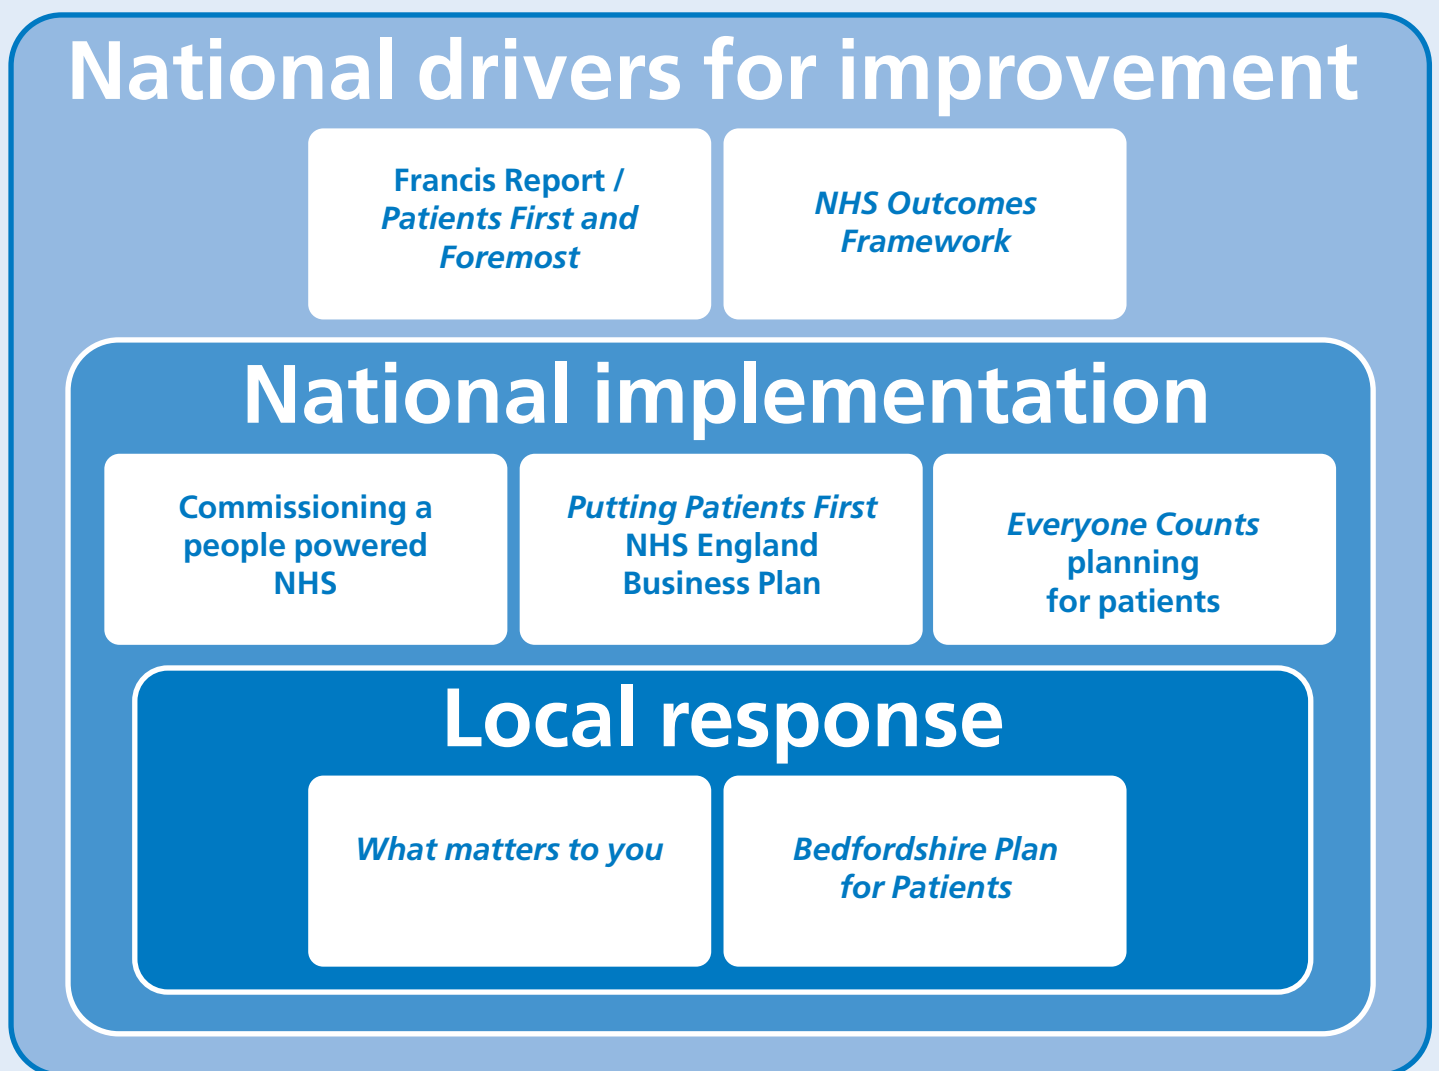 National drivers for improvement
Francis Report /
Patients First and
Foremost
NHS Outcomes
Framework
National implementation
Commissioning a
people powered
NHS
Putting Patients First
NHS England
Business Plan
Everyone Counts
planning
for patients
Local response
What matters to you
Bedfordshire Plan
for Patients